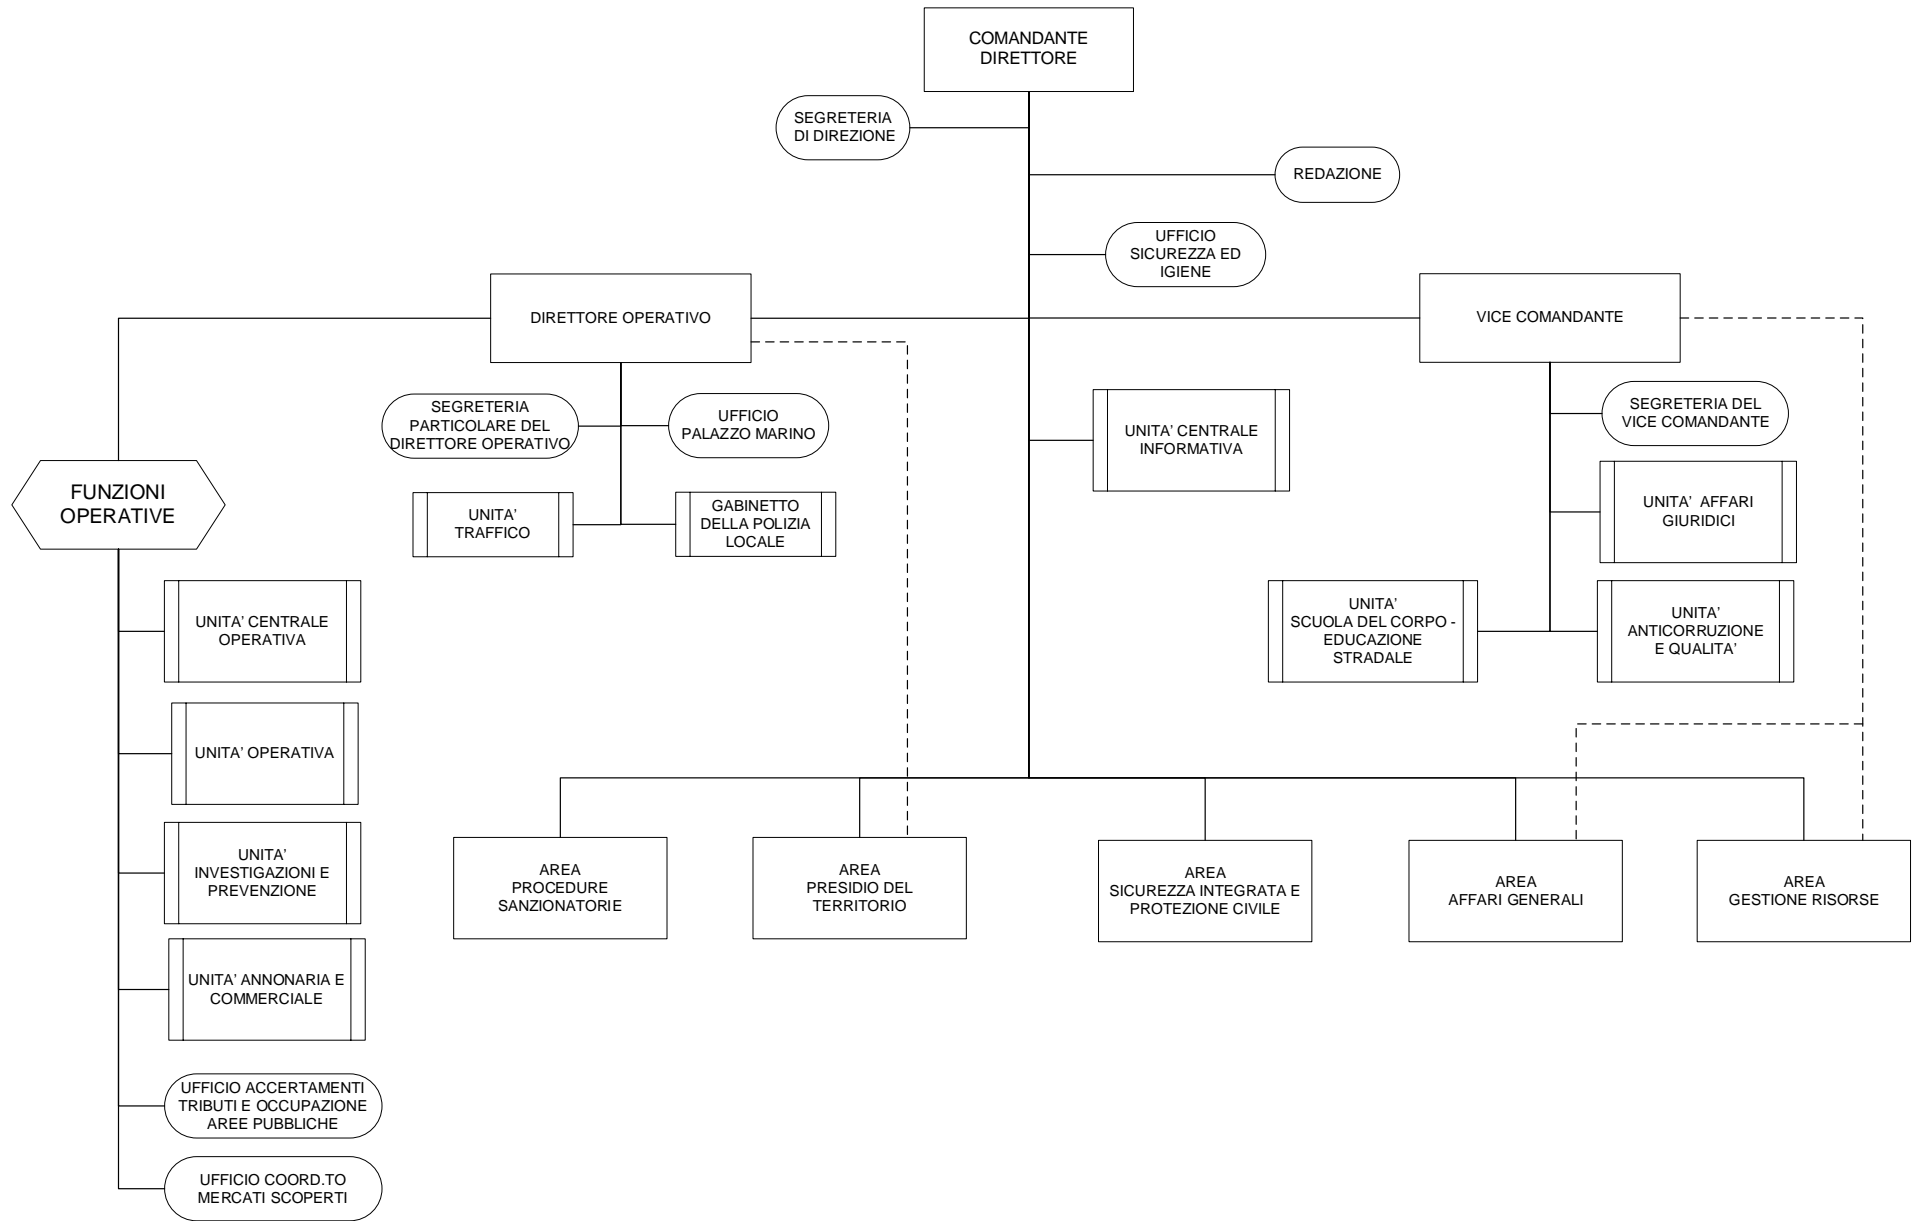 COMANDANTE
DIRETTORE
SEGRETERIA
DI DIREZIONE
REDAZIONE
UFFICIO
SICUREZZA ED
IGIENE
DIRETTORE OPERATIVO
VICE COMANDANTE
SEGRETERIA
PARTICOLARE DEL
DIRETTORE OPERATIVO
UFFICIO
PALAZZO MARINO
UNITA' CENTRALE
INFORMATIVA
SEGRETERIA DEL
VICE COMANDANTE
FUNZIONI
OPERATIVE
UNITA'
TRAFFICO
GABINETTO
DELLA POLIZIA
LOCALE
UNITA' AFFARI
GIURIDICI
UNITA' CENTRALE
OPERATIVA
UNITA'
SCUOLA DEL CORPO -
EDUCAZIONE
STRADALE
UNITA'
ANTICORRUZIONE
E QUALITA'
UNITA' OPERATIVA
UNITA'
INVESTIGAZIONI E
PREVENZIONE
AREA
PROCEDURE
SANZIONATORIE
AREA
PRESIDIO DEL
TERRITORIO
AREA
SICUREZZA INTEGRATA E
PROTEZIONE CIVILE
AREA
AFFARI GENERALI
AREA
GESTIONE RISORSE
UNITA' ANNONARIA E
COMMERCIALE
UFFICIO ACCERTAMENTI
TRIBUTI E OCCUPAZIONE
AREE PUBBLICHE
UFFICIO COORD.TO
MERCATI SCOPERTI